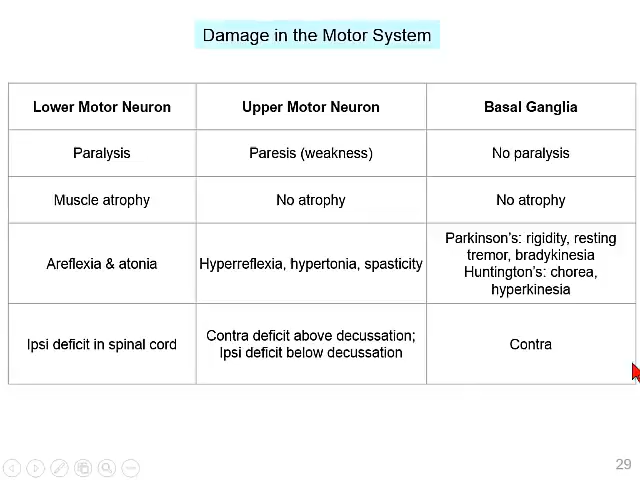 Damage in the Motor System
Lower Motor Neuron
Upper Motor Neuron
Basal Ganglia
Paralysis
Paresis (weakness)
No paralysis
Muscle atrophy
No atrophy
No atrophy
Areflexia & atonia
Hyperreflexia, hypertonia, spasticity
Parkinson's: rigidity, resting
tremor, bradykinesia
Huntington's: chorea,
hyperkinesia
Ipsi deficit in spinal cord
Contra deficit above decussation;
Ipsi deficit below decussation
Contra
29